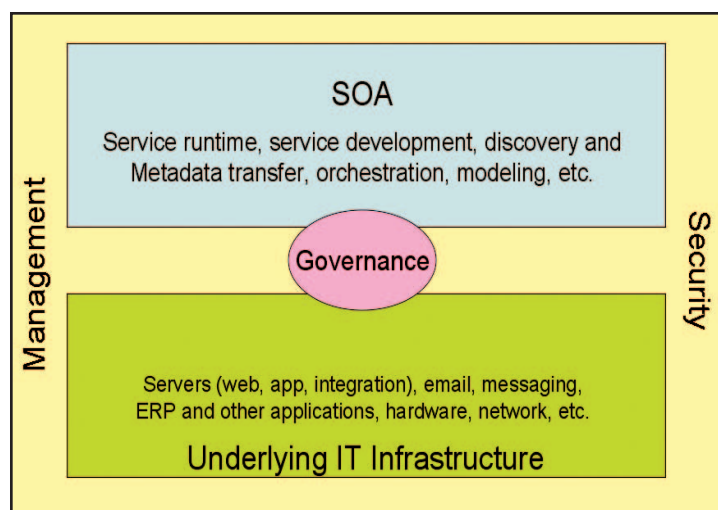 SOA
Service runtime, service development, discovery and
Metadata transfer, orchestration, modeling, etc.
Management
Governance
Security
Servers (web, app, integration), email, messaging,
ERP and other applications, hardware, network, etc.
Underlying IT Infrastructure